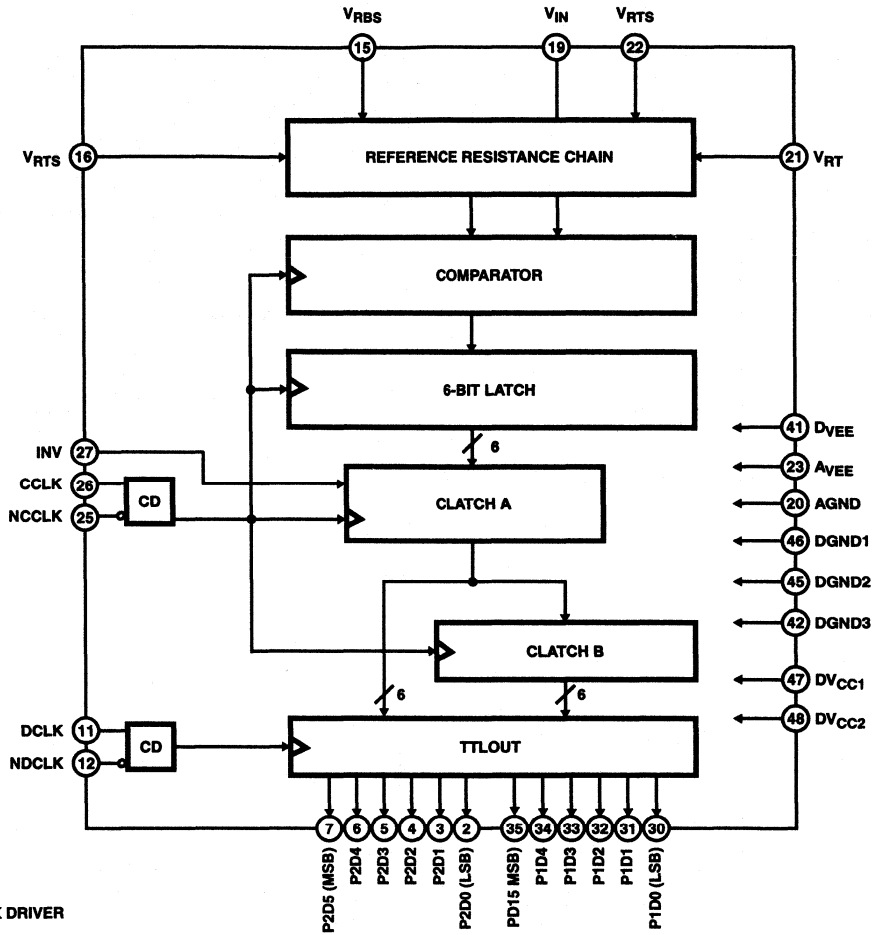 VRBS
VIN
VRTS
15
19
22
VRTS
16
REFERENCE RESISTANCE CHAIN
21
VRT
COMPARATOR
6-BIT LATCH
41
DVEE
6
INV
27
23
AVEE
CCLK
26
CD
CLATCH A
20
AGND
NCCLK
25
46
DGND1
45
DGND2
42
DGND3
CLATCH B
47
DVCC1
6
6
48
DVCC2
DCLK
11
CD
TTLOUT
NDCLK
12
7
6
5
4
3
2
35
34
33
32
31
30
P2D5 (MSB)
P2D4
P2D3
P2D2
P2D1
P2D0 (LSB)
PD15 MSB)
P1D4
P1D3
P1D2
P1D1
P1D0 (LSB)
DRIVER